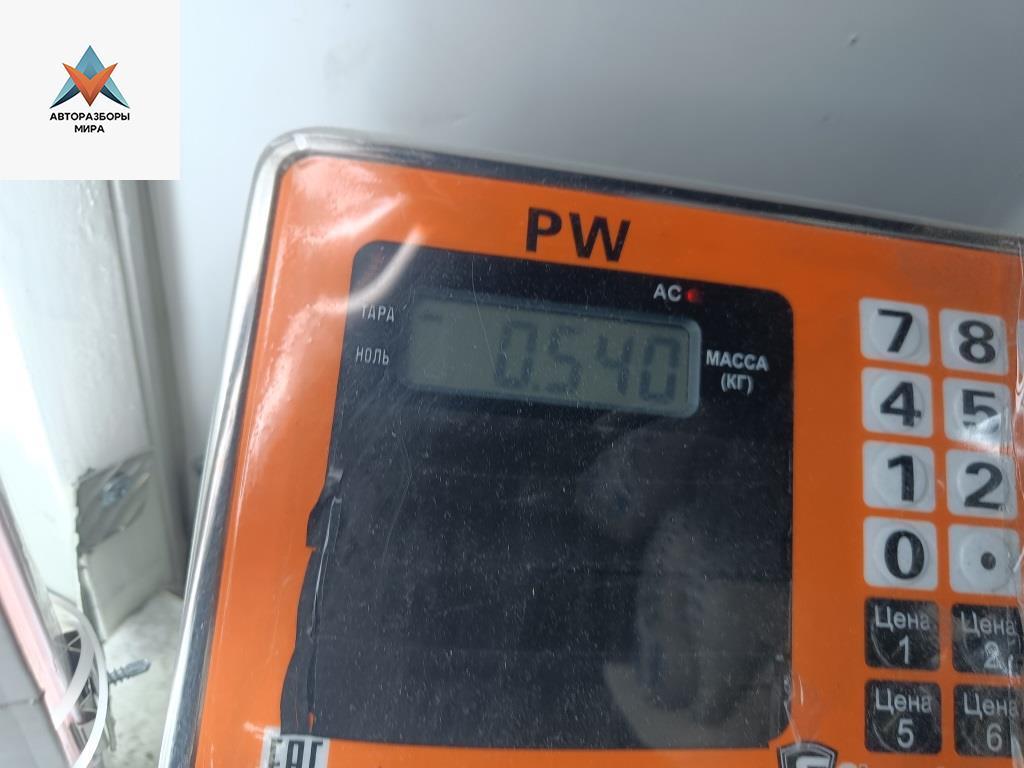 АВТОРАЗБОРЫ
МИРА
PW
AC
ТАРА
НОЛЬ
0.540
МАССА
(КГ)
7 8
4 5
1 2
0 .
Цена 1
Цена 2
Цена 5
Цена 6
EAC